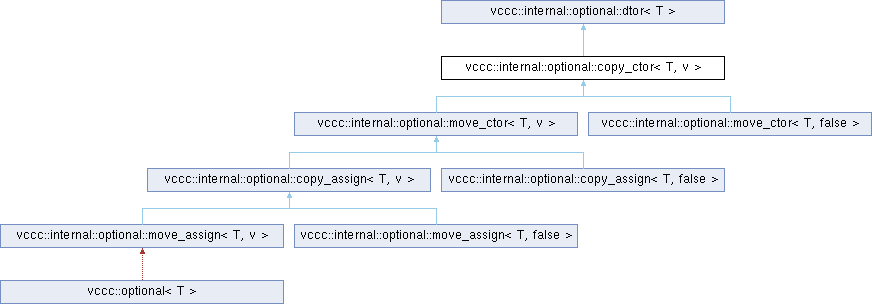 vccc::internal::optional::dtor< T >
vccc::internal::optional::copy_ctor< T, v >
vccc::internal::optional::move_ctor< T, v >
vccc::internal::optional::move_ctor< T, false >
vccc::internal::optional::copy_assign< T, v >
vccc::internal::optional::copy_assign< T, false >
vccc::internal::optional::move_assign< T, v >
vccc::internal::optional::move_assign< T, false >
vccc::optional< T >